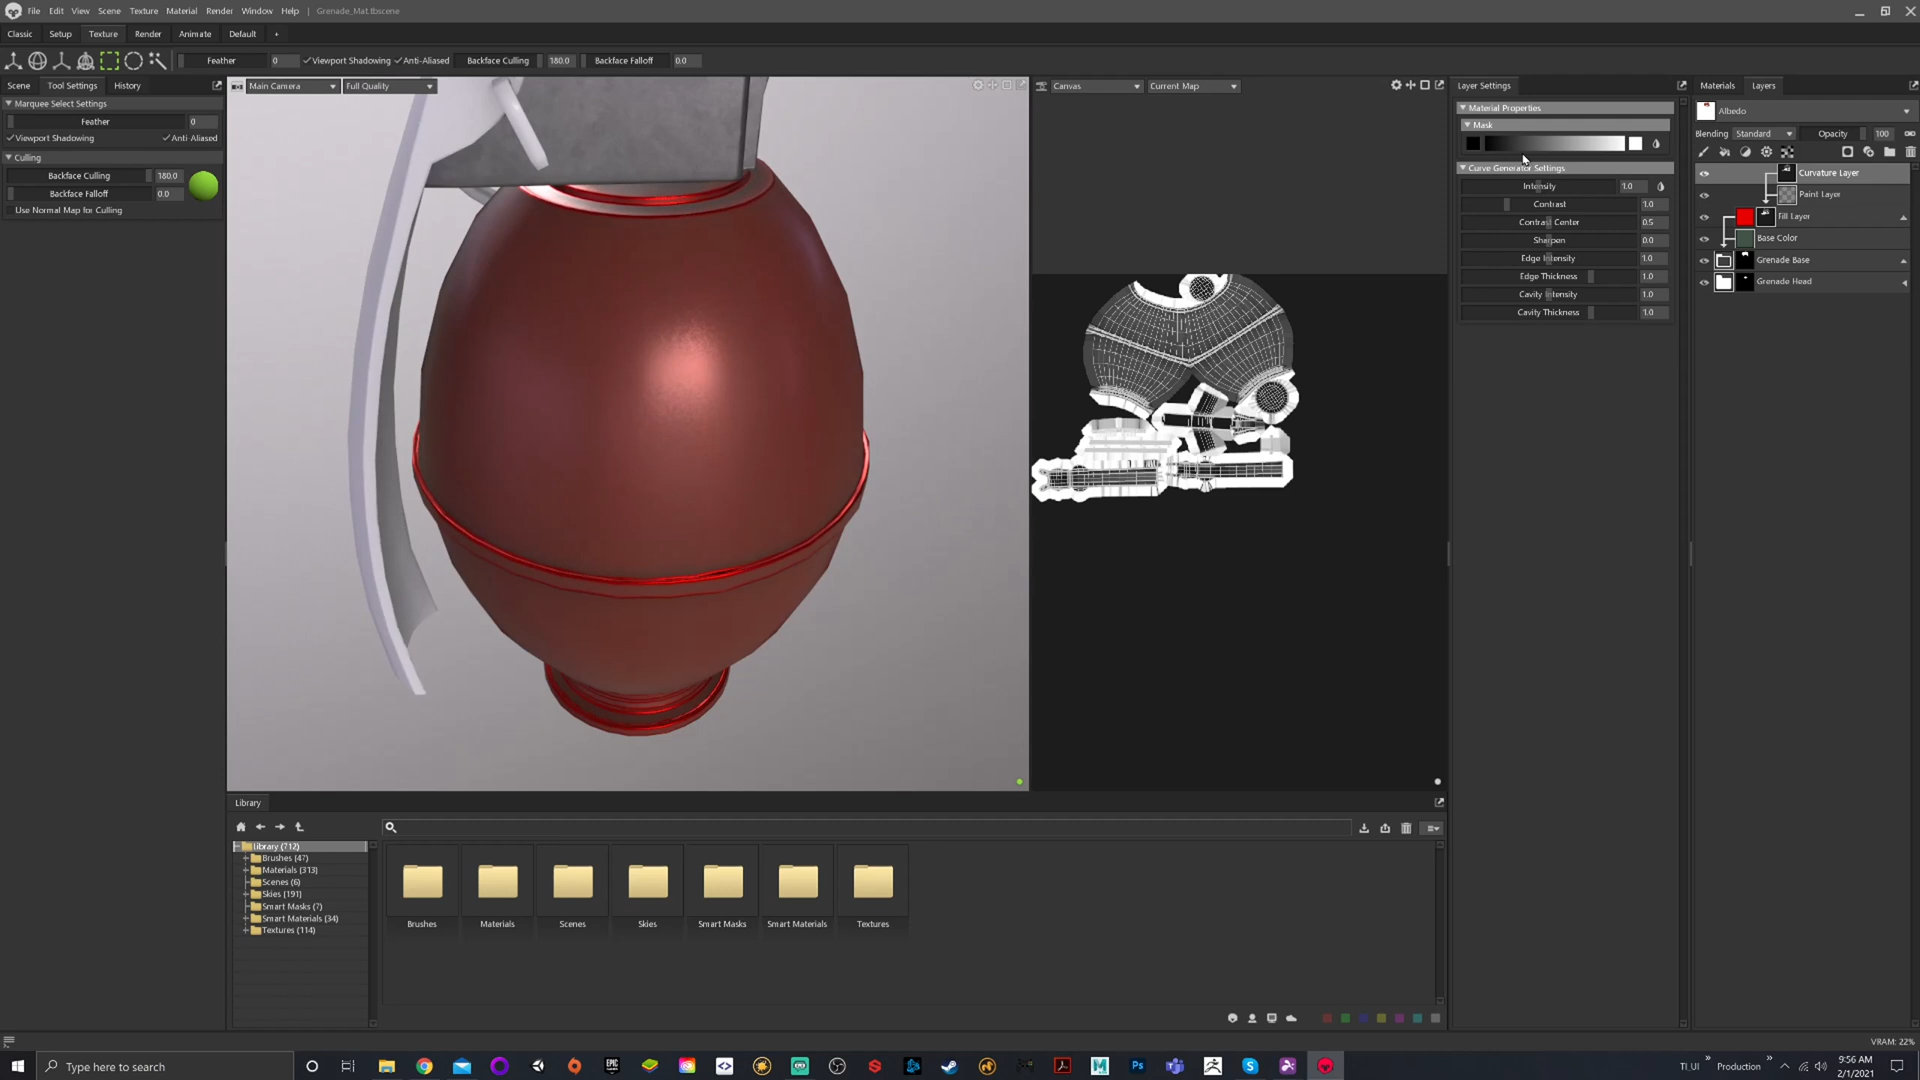 File Edit View Scene Texture Material Render Window Help Grenade_Mat.tbscene
Classic Setup Texture Render Animate Default +
Feather 0 Viewport Shadowing Anti-Aliased Backface Culling 180.0 Backface Falloff 0.0
Scene Tool Settings History
Marquee Select Settings
Feather 0
Viewport Shadowing Anti-Aliased
Culling
Backface Culling 180.0
Backface Falloff 0.0
Use Normal Map for Culling
Main Camera Full Quality
Canvas Current Map
Layer Settings
Material Properties
Mask
Curve Generator Settings
Intensity 1.0
Contrast 1.0
Contrast Center 0.5
Sharpen 0.0
Edge Intensity 1.0
Edge Thickness 1.0
Cavity Intensity 1.0
Cavity Thickness 1.0
Materials Layers
Albedo
Blending Standard Opacity 100
Curvature Layer
Paint Layer
Fill Layer
Base Color
Grenade Base
Grenade Head
Library
library (712)
Brushes (47)
Materials (313)
Scenes (6)
Skies (191)
Smart Masks (7)
Smart Materials (34)
Textures (114)
Brushes Materials Scenes Skies Smart Masks Smart Materials Textures
VRAM: 22%
Type here to search
TI_UI Production
9:56 AM
2/1/2021